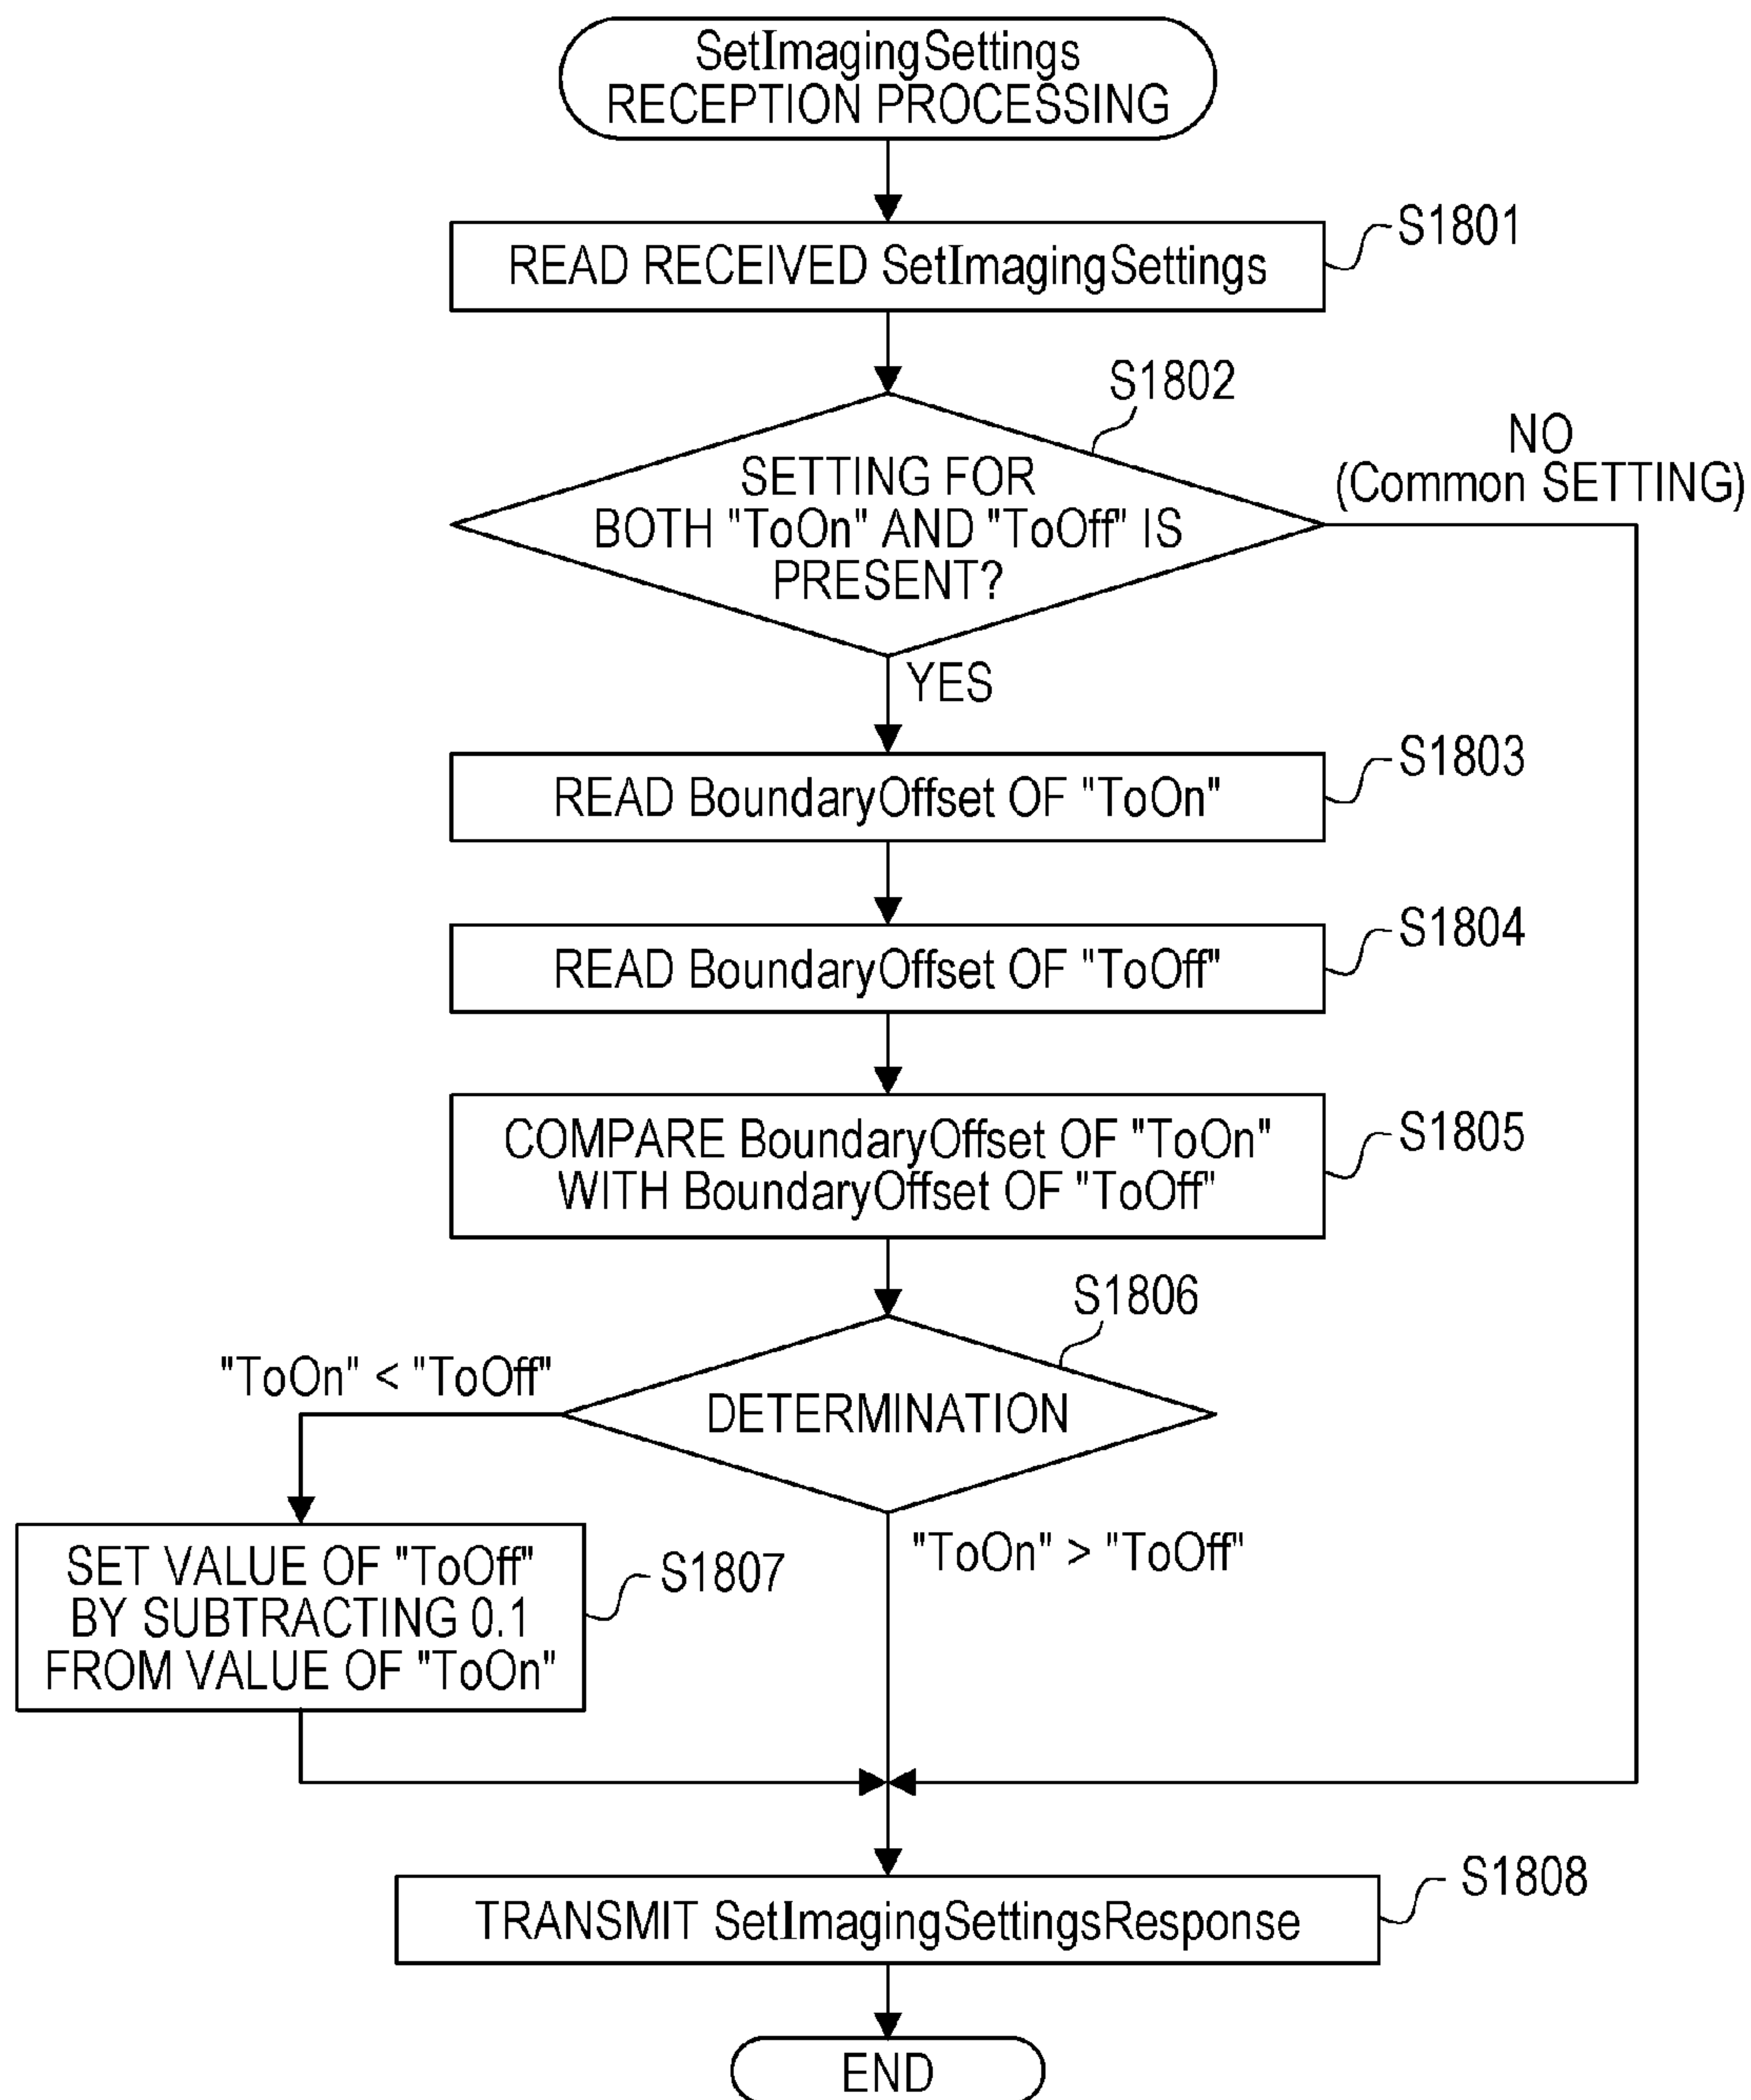 SetImagingSettings
RECEPTION PROCESSING
S1801
READ RECEIVED SetImagingSettings
S1802
NO
(Common SETTING)
SETTING FOR
BOTH "ToOn" AND "ToOff" IS
PRESENT?
YES
S1803
READ BoundaryOffset OF "ToOn"
S1804
READ BoundaryOffset OF "ToOff"
S1805
COMPARE BoundaryOffset OF "ToOn"
WITH BoundaryOffset OF "ToOff"
S1806
"ToOn" < "ToOff"
DETERMINATION
"ToOn" > "ToOff"
SET VALUE OF "ToOff"
BY SUBTRACTING 0.1
FROM VALUE OF "ToOn"
S1807
S1808
TRANSMIT SetImagingSettingsResponse
END